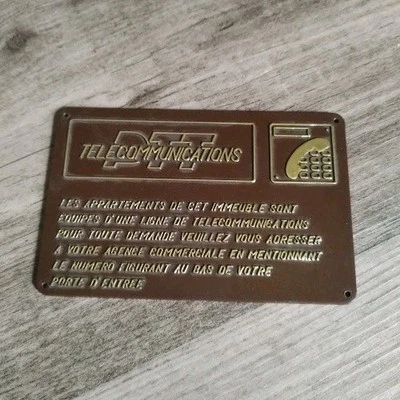 PTT
TELECOMMUNICATIONS
LES APPARTEMENTS DE CET IMMEUBLE SONT
EQUIPES D'UNE LIGNE DE TELECOMMUNICATIONS
POUR TOUTE DEMANDE VEUILLEZ VOUS ADRESSER
A VOTRE AGENCE COMMERCIALE EN MENTIONNANT
LE NUMERO FIGURANT AU BAS DE VOTRE
PORTE D'ENTREE